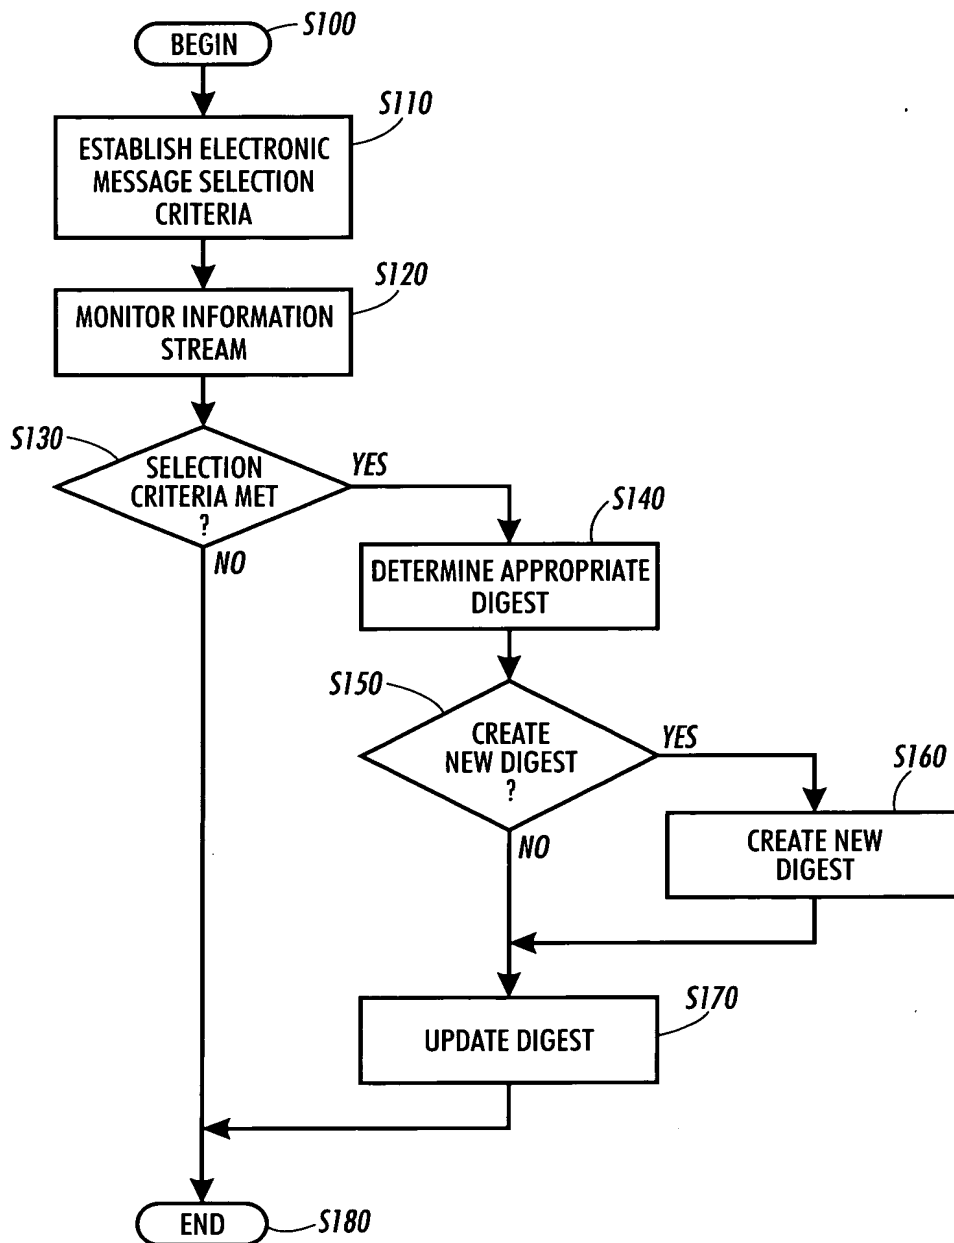 BEGIN
S100
S110
ESTABLISH ELECTRONIC
MESSAGE SELECTION
CRITERIA
S120
MONITOR INFORMATION
STREAM
S130
SELECTION
CRITERIA MET
?
YES
NO
S140
DETERMINE APPROPRIATE
DIGEST
S150
CREATE
NEW DIGEST
?
YES
NO
S160
CREATE NEW
DIGEST
S170
UPDATE DIGEST
END
S180